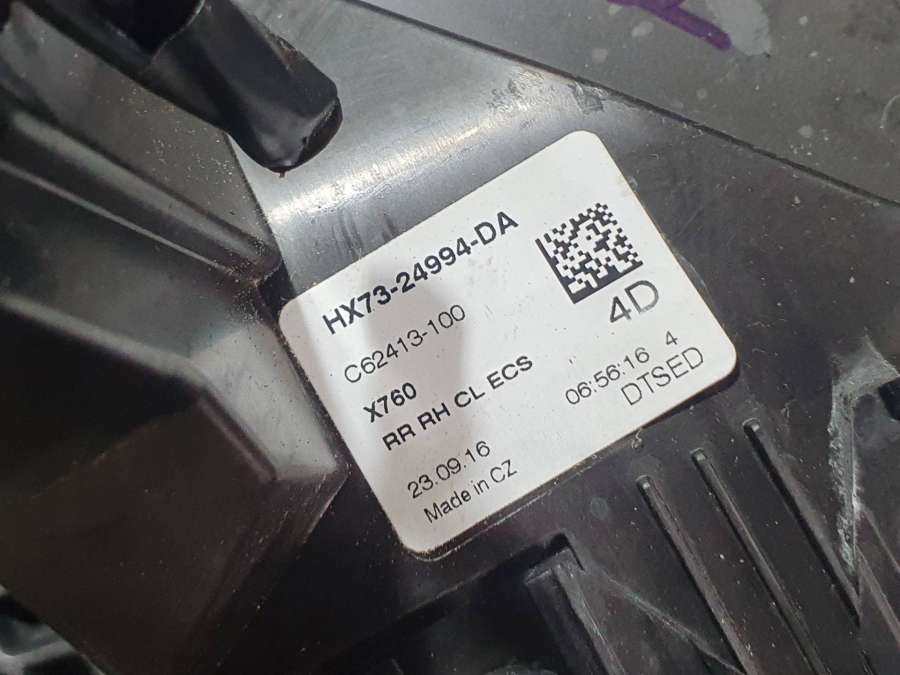 HX73-24994-DA
C62413-100
4D
X760
RR RH CL ECS
06:56:16 4
DTSED
23.09.16
Made in CZ